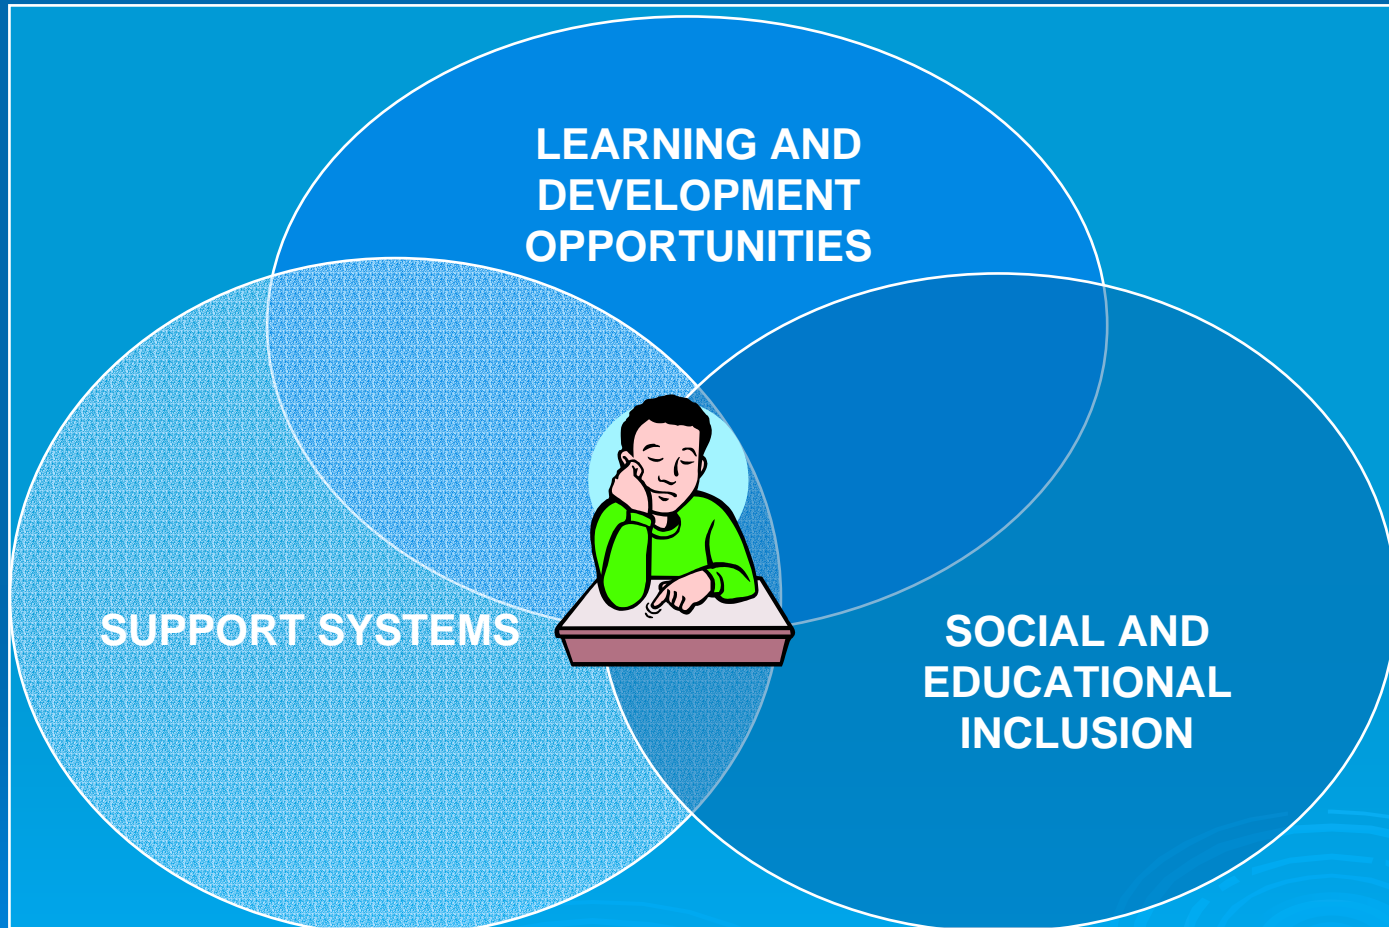 LEARNING AND
DEVELOPMENT
OPPORTUNITIES
SUPPORT SYSTEMS
SOCIAL AND
EDUCATIONAL
INCLUSION